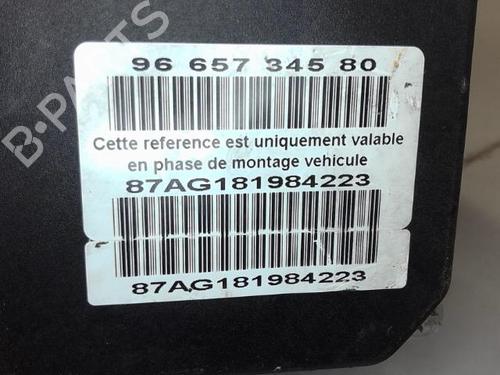 96 657 345 80
Cette reference est uniquement valable
en phase de montage vehicule
87AG181984223
87AG181984223
B-PARTS